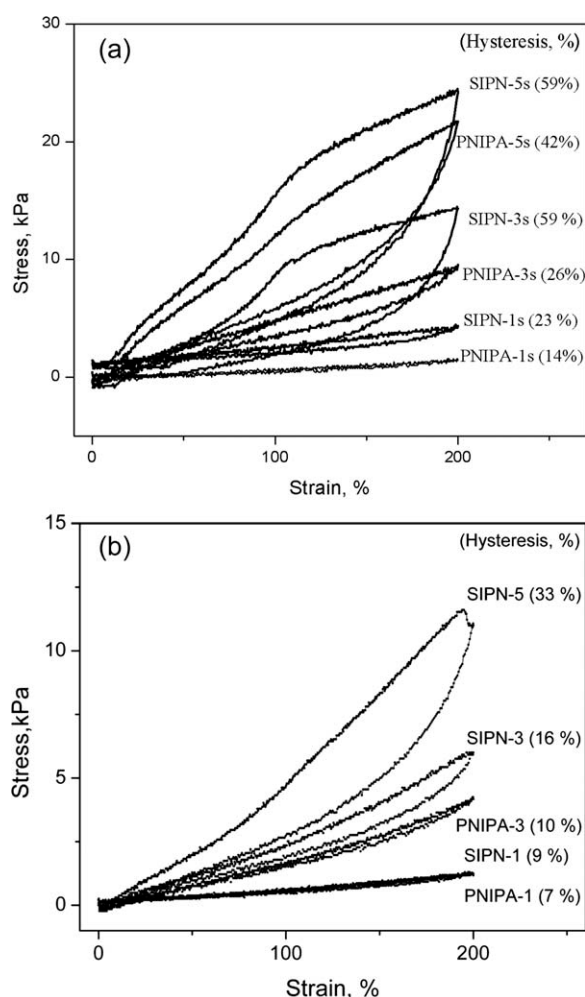 (a)
(Hysteresis, %)
30
SIPN-5s (59%)
PNIPA-5s (42%)
20
SIPN-3s (59 %)
10
PNIPA-3s (26%)
SIPN-1s (23 %)
PNIPA-1s (14%)
0
Stress, kPa
0 100 200
Strain, %
(b)
15
(Hysteresis, %)
SIPN-5 (33 %)
10
SIPN-3 (16 %)
5
PNIPA-3 (10 %)
SIPN-1 (9 %)
PNIPA-1 (7 %)
0
Stress,kPa
0 100 200
Strain, %